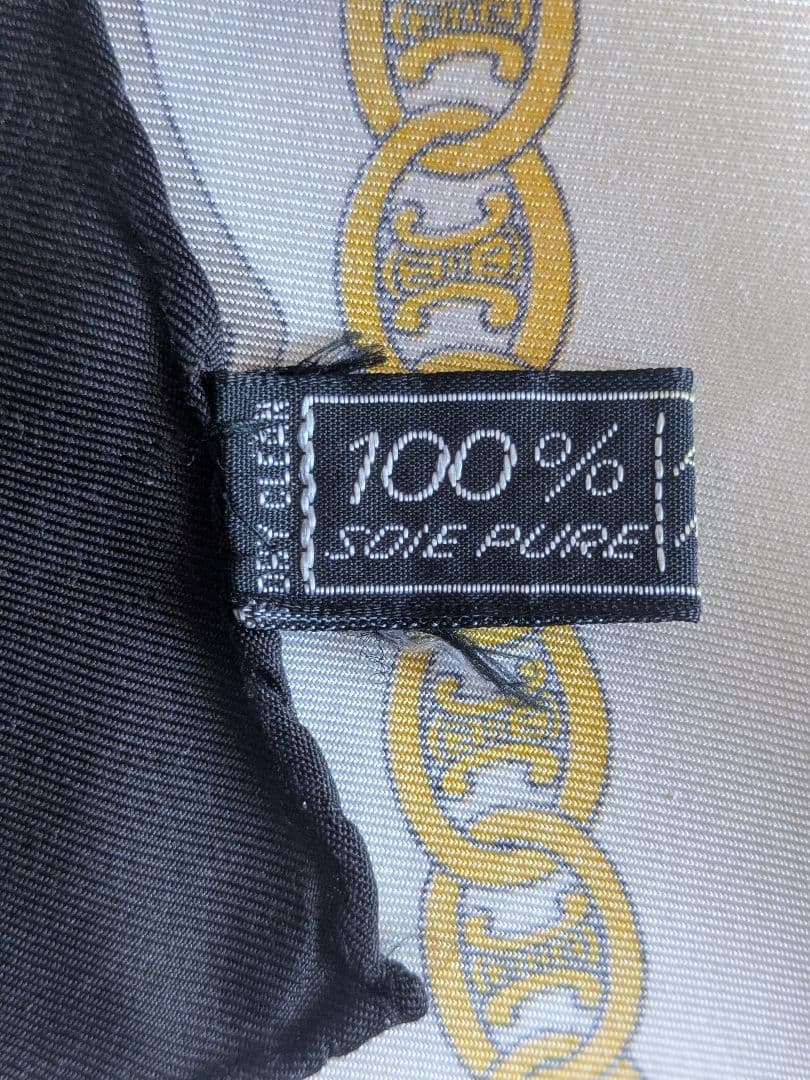 100%
SOIE PURE
DRY CLEAN